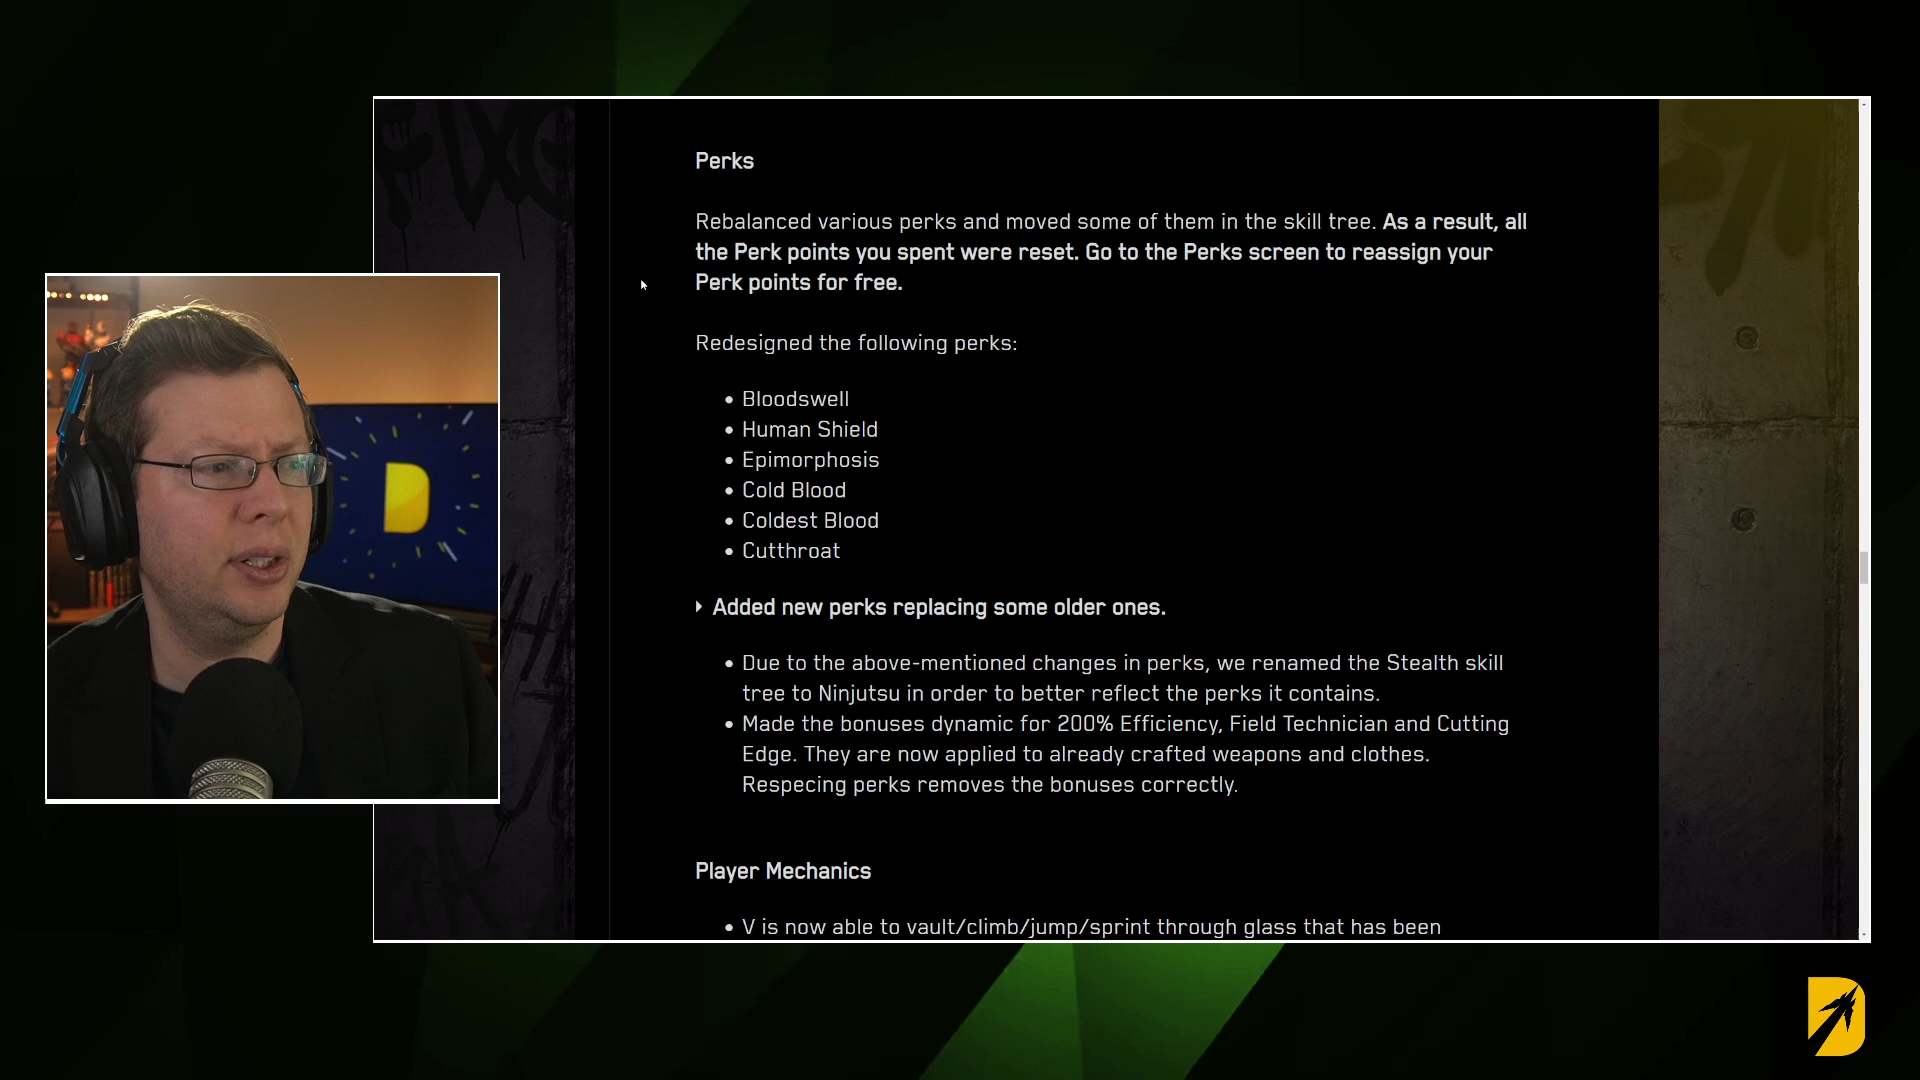 Perks
Rebalanced various perks and moved some of them in the skill tree. As a result, all
the Perk points you spent were reset. Go to the Perks screen to reassign your
Perk points for free.
Redesigned the following perks:
• Bloodswell
• Human Shield
• Epimorphosis
• Cold Blood
• Coldest Blood
• Cutthroat
Added new perks replacing some older ones.
• Due to the above-mentioned changes in perks, we renamed the Stealth skill
tree to Ninjutsu in order to better reflect the perks it contains.
• Made the bonuses dynamic for 200% Efficiency, Field Technician and Cutting
Edge. They are now applied to already crafted weapons and clothes.
Respecing perks removes the bonuses correctly.
Player Mechanics
• V is now able to vault/climb/jump/sprint through glass that has been
D
D